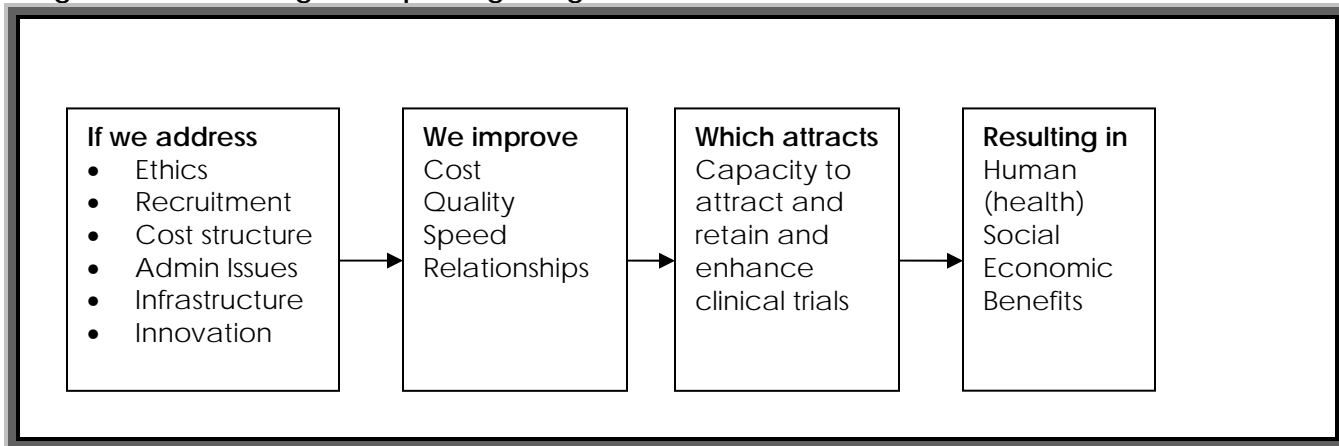 If we address
• Ethics
• Recruitment
• Cost structure
• Admin Issues
• Infrastructure
• Innovation
We improve
Cost
Quality
Speed
Relationships
Which attracts
Capacity to
attract and
retain and
enhance
clinical trials
Resulting in
Human
(health)
Social
Economic
Benefits